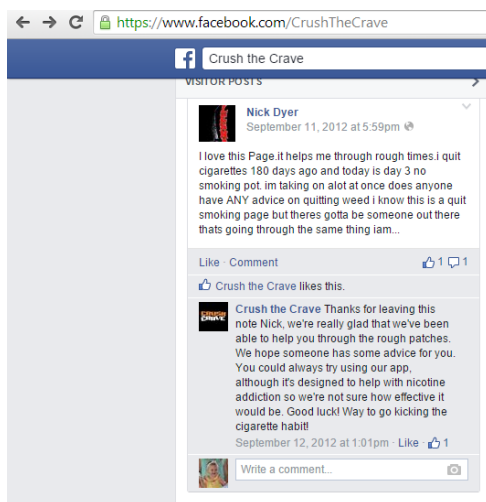 https://www.facebook.com/CrushTheCrave
Crush the Crave
VISITOR POSTS
Nick Dyer
September 11, 2012 at 5:59pm
I love this Page.it helps me through rough times.i quit
cigarettes 180 days ago and today is day 3 no
smoking pot. im taking on alot at once does anyone
have ANY advice on quitting weed i know this is a quit
smoking page but theres gotta be someone out there
thats going through the same thing iam...
Like · Comment 1 1
Crush the Crave likes this.
CRUSH
CRAVE
Crush the Crave Thanks for leaving this
note Nick, we're really glad that we've been
able to help you through the rough patches.
We hope someone has some advice for you.
You could always try using our app,
although it's designed to help with nicotine
addiction so we're not sure how effective it
would be. Good luck! Way to go kicking the
cigarette habit!
September 12, 2012 at 1:01pm · Like · 1
Write a comment...